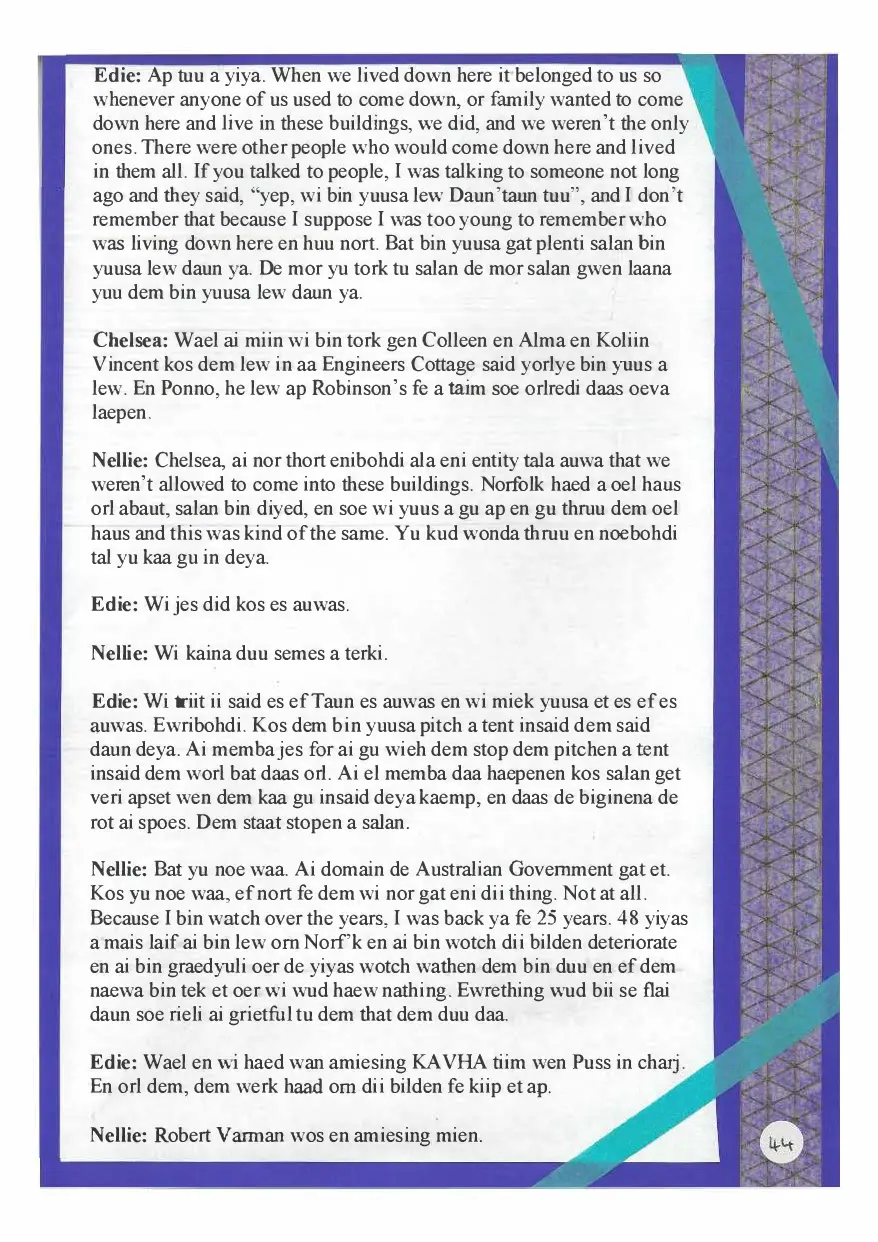 Edie: Ap tuu a yiya. When we lived down here it belonged to us so
whenever anyone of us used to come down, or family wanted to come
down here and live in these buildings, we did, and we weren't the only
ones. There were other people who would come down here and lived
in them all. If you talked to people, I was talking to someone not long
ago and they said, “yep, wi bin yuusa lew Daun'taun tuu”, and I don't
remember that because I suppose I was too young to remember who
was living down here en huu nort. Bat bin yuusa gat plenti salan bin
yuusa lew daun ya. De mor yu tork tu salan de mor salan gwen laana
yuu dem bin yuusa lew daun ya.
Chelsea: Wael ai miin wi bin tork gen Colleen en Alma en Koliin
Vincent kos dem lew in aa Engineers Cottage said yorlye bin yuus a
lew. En Ponno, he lew ap Robinson's fe a taim soe orlredi daas oeva
laepen.
Nellie: Chelsea, ai nor thort enibohdi ala eni entity tala auwa that we
weren't allowed to come into these buildings. Norfolk haed a oel haus
orl abaut, salan bin diyed, en soe wi yuus a gu ap en gu thruu dem oel
haus and this was kind of the same. Yu kud wonda thruu en noebohdi
tal yu kaa gu in deya.
Edie: Wi jes did kos es auwas.
Nellie: Wi kaina duu semes a terki.
Edie: Wi triit ii said es ef Taun es auwas en wi miek yuusa et es ef es
auwas. Ewribohdi. Kos dem bin yuusa pitch a tent insaid dem said
daun deya. Ai memba jes for ai gu wieh dem stop dem pitchen a tent
insaid dem worl bat daas orl. Ai el memba daa haepenen kos salan get
veri apset wen dem kaa gu insaid deya kaemp, en daas de biginena de
rot ai spoes. Dem staat stopen a salan.
Nellie: Bat yu noe waa. Ai domain de Australian Government gat et.
Kos yu noe waa, ef nort fe dem wi nor gat eni dii thing. Not at all.
Because I bin watch over the years, I was back ya fe 25 years. 48 yiyas
a mais laif ai bin lew orn Norf'k en ai bin wotch dii bilden deteriorate
en ai bin graedyuli oer de yiyas wotch wathen dem bin duu en ef dem
naewa bin tek et oer wi wud haew nathing. Ewrething wud bii se flai
daun soe rieli ai grietful tu dem that dem duu daa.
Edie: Wael en wi haed wan amiesing KAVHA tiim wen Puss in charj.
En orl dem, dem werk haad orn dii bilden fe kiip et ap.
Nellie: Robert Varman wos en amiesing mien.
44